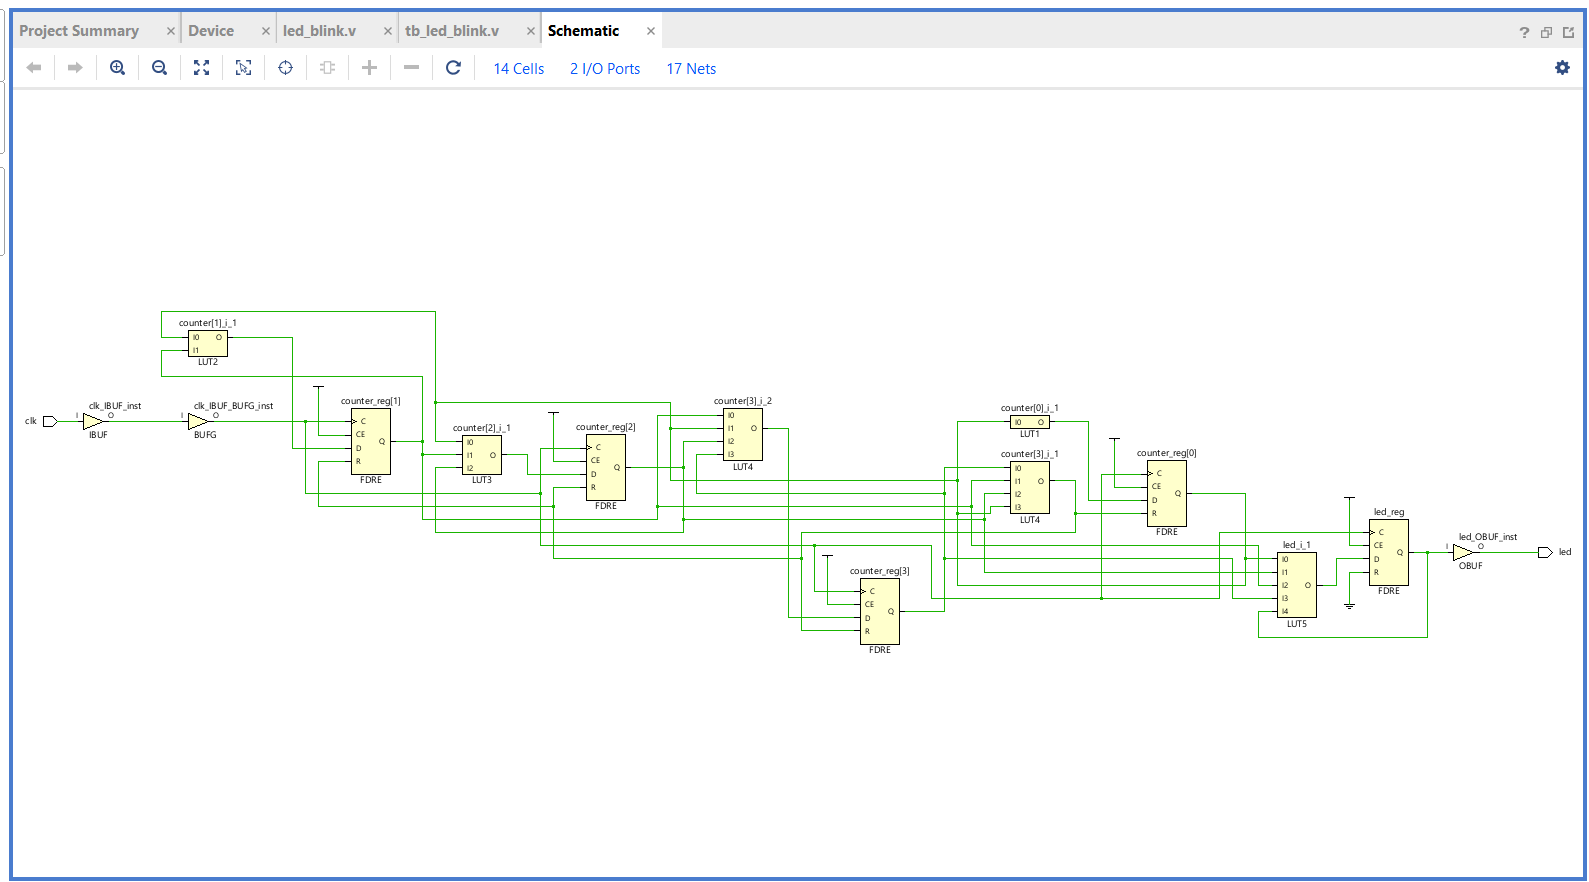 Project Summary × Device × led_blink.v × tb_led_blink.v × Schematic × ?
14 Cells 2 I/O Ports 17 Nets
counter[1]_i_1
I0 O
I1
LUT2
clk
clk_IBUF_inst
I O
IBUF
clk_IBUF_BUFG_inst
I O
BUFG
counter_reg[1]
C
CE
D
R
Q
FDRE
counter[2]_i_1
I0
I1 O
I2
LUT3
counter_reg[2]
C
CE
D
R
Q
FDRE
counter[3]_i_2
I0
I1 O
I2
I3
LUT4
counter_reg[3]
C
CE
D
R
Q
FDRE
counter[0]_i_1
I0 O
LUT1
counter[3]_i_1
I0
I1 O
I2
I3
LUT4
counter_reg[0]
C
CE
D
R
Q
FDRE
led_i_1
I0
I1
I2 O
I3
I4
LUT5
led_reg
C
CE
D
R
Q
FDRE
led_OBUF_inst
I O
OBUF
led